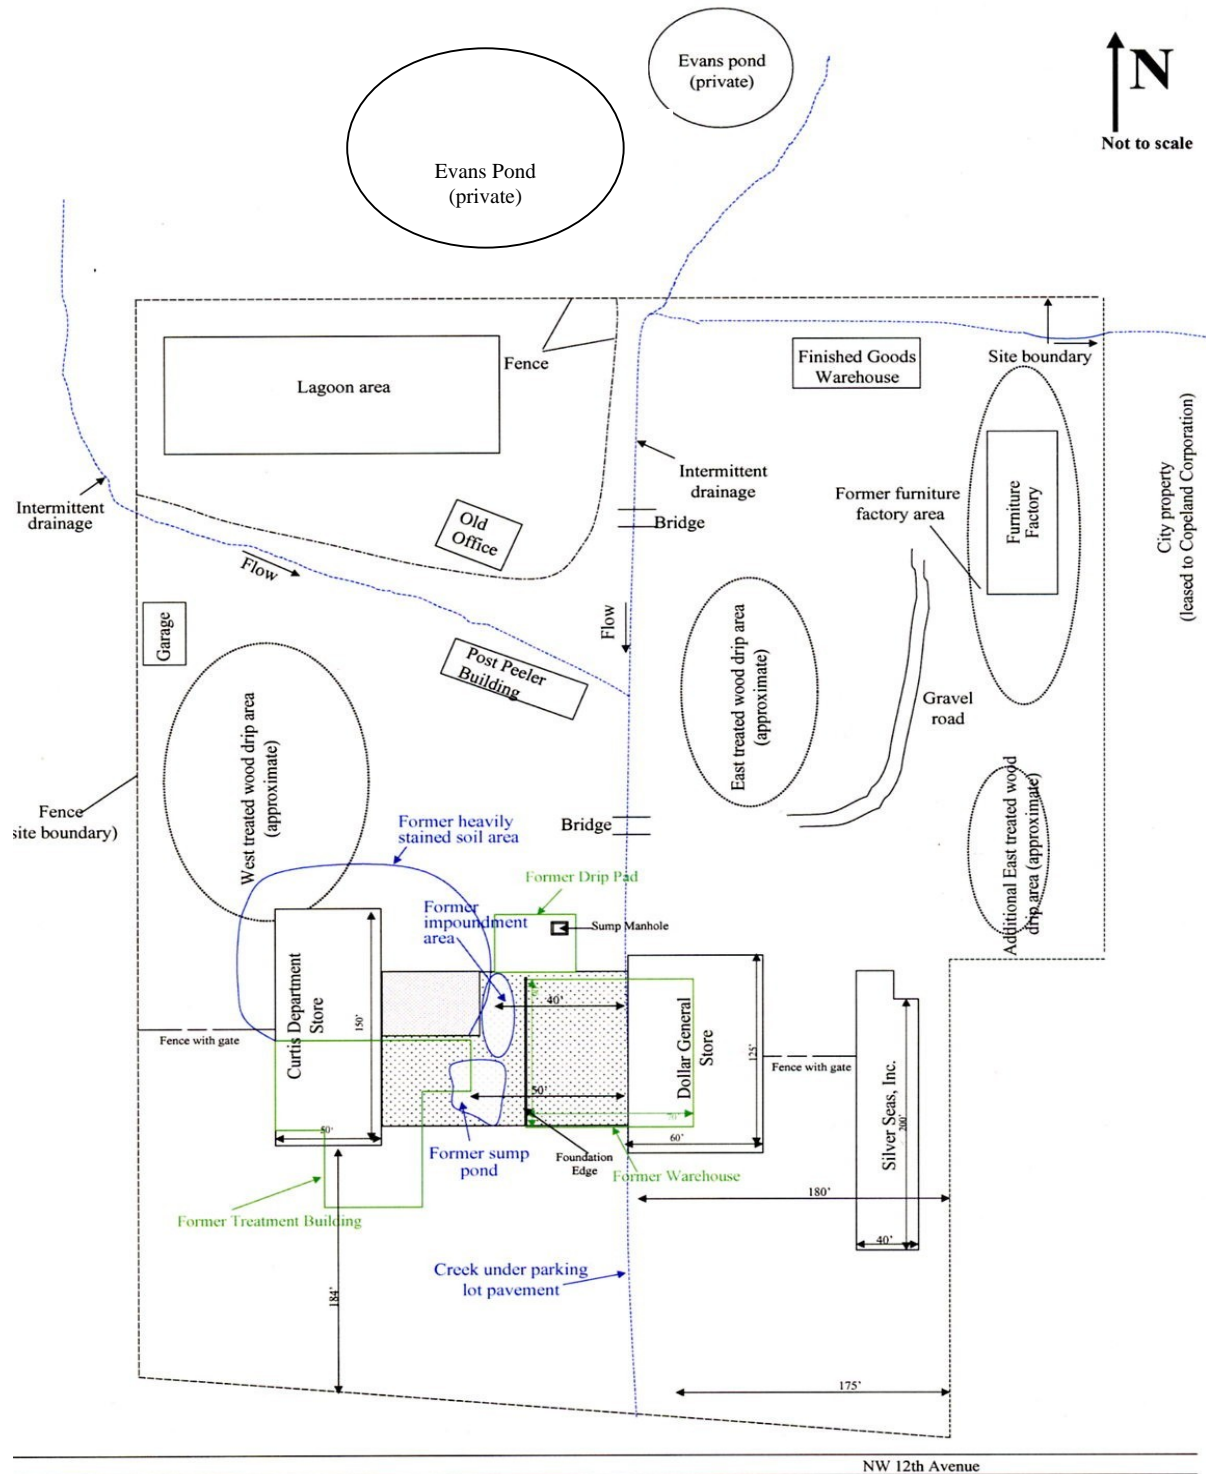 Evans pond
(private)
N
Not to scale
Evans Pond
(private)
Fence
Lagoon area
Finished Goods
Warehouse
Site boundary
Intermittent
drainage
Intermittent
drainage
Former furniture
factory area
Furniture
Factory
City property
(leased to Copeland Corporation)
Old
Office
Bridge
Flow
Flow
Garage
Post Peeler
Building
East treated wood drip area
(approximate)
Gravel
road
West treated wood drip area
(approximate)
Fence
site boundary)
Former heavily
stained soil area
Bridge
Additional East treated wood
drip area (approximate)
Former Drip Pad
Former
impoundment
area
Sump Manhole
Curtis Department
Store
150'
40'
Dollar General
Store
125'
Fence with gate
Fence with gate
50'
70'
Silver Seas, Inc.
200'
50'
60'
Former sump
pond
Foundation
Edge
Former Warehouse
180'
Former Treatment Building
40'
Creek under parking
lot pavement
184'
175'
NW 12th Avenue